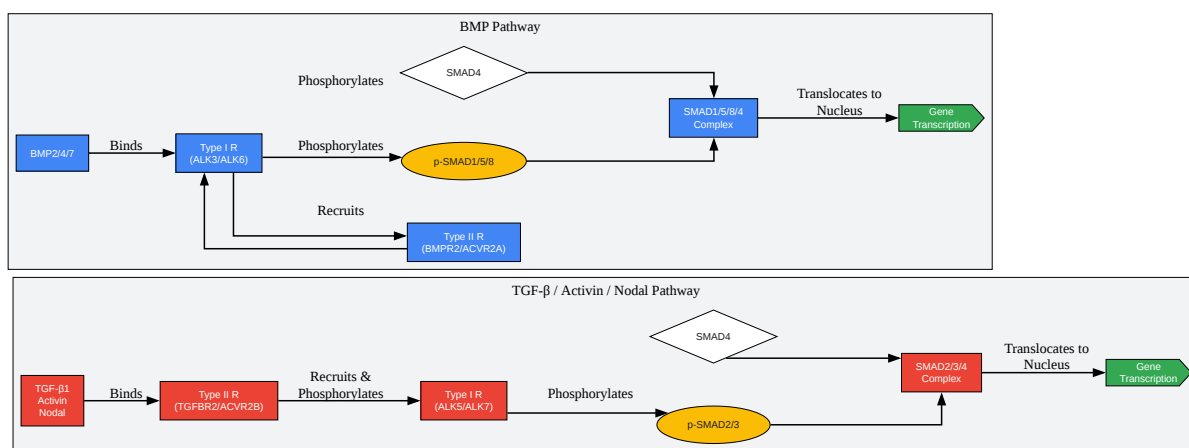 BMP Pathway
Phosphorylates
SMAD4
Translocates to
Nucleus
SMAD1/5/8/4
Complex
Gene
Transcription
BMP2/4/7
Binds
Type I R
(ALK3/ALK6)
Phosphorylates
p-SMAD1/5/8
Recruits
Type II R
(BMPR2/ACVR2A)
TGF-β / Activin / Nodal Pathway
SMAD4
Translocates to
Nucleus
SMAD2/3/4
Complex
Gene
Transcription
TGF-β1
Activin
Nodal
Binds
Type II R
(TGFBR2/ACVR2B)
Recruits &
Phosphorylates
Type I R
(ALK5/ALK7)
Phosphorylates
p-SMAD2/3